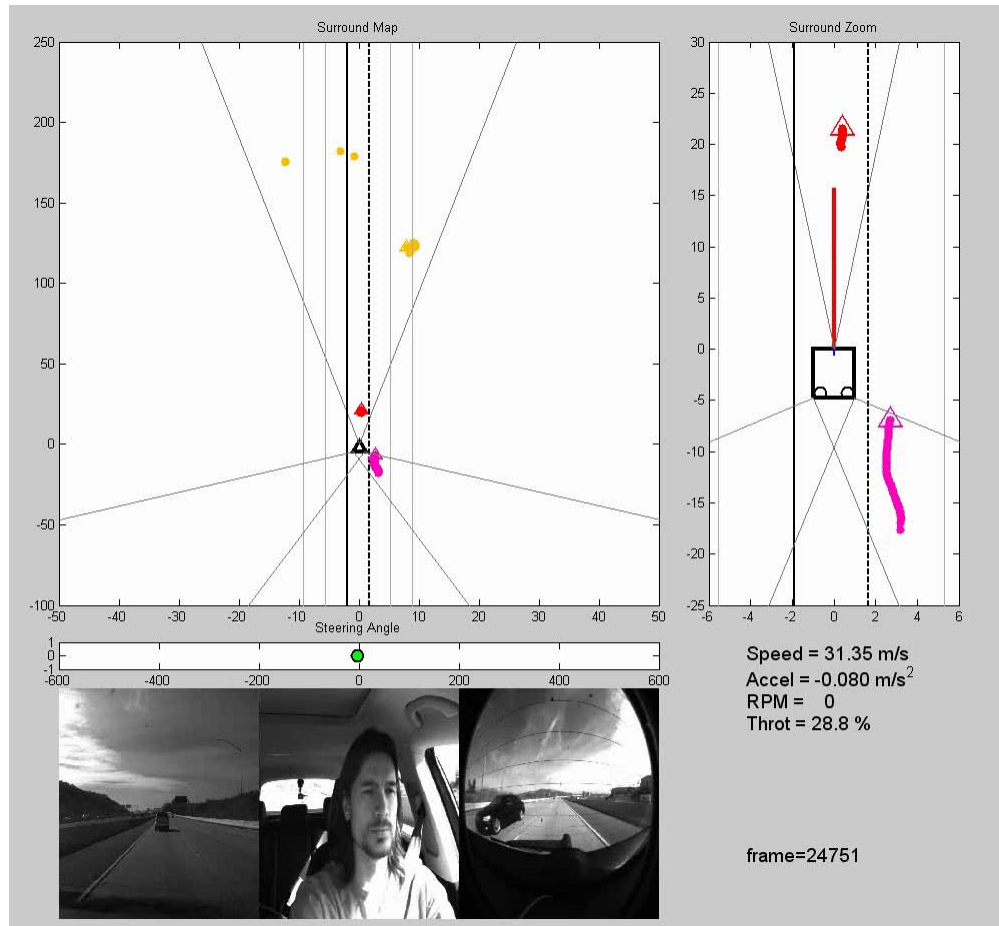 Surround Map
Surround Zoom
250
200
150
100
50
0
-50
-100
-50 -40 -30 -20 -10 0 10 20 30 40 50
30
25
20
15
10
5
0
-5
-10
-15
-20
-25
-6 -4 -2 0 2 4 6
Steering Angle
1
0
-1
-600 -400 -200 0 200 400 600
Speed = 31.35 m/s
Accel = -0.080 m/s²
RPM = 0
Throt = 28.8 %
frame=24751